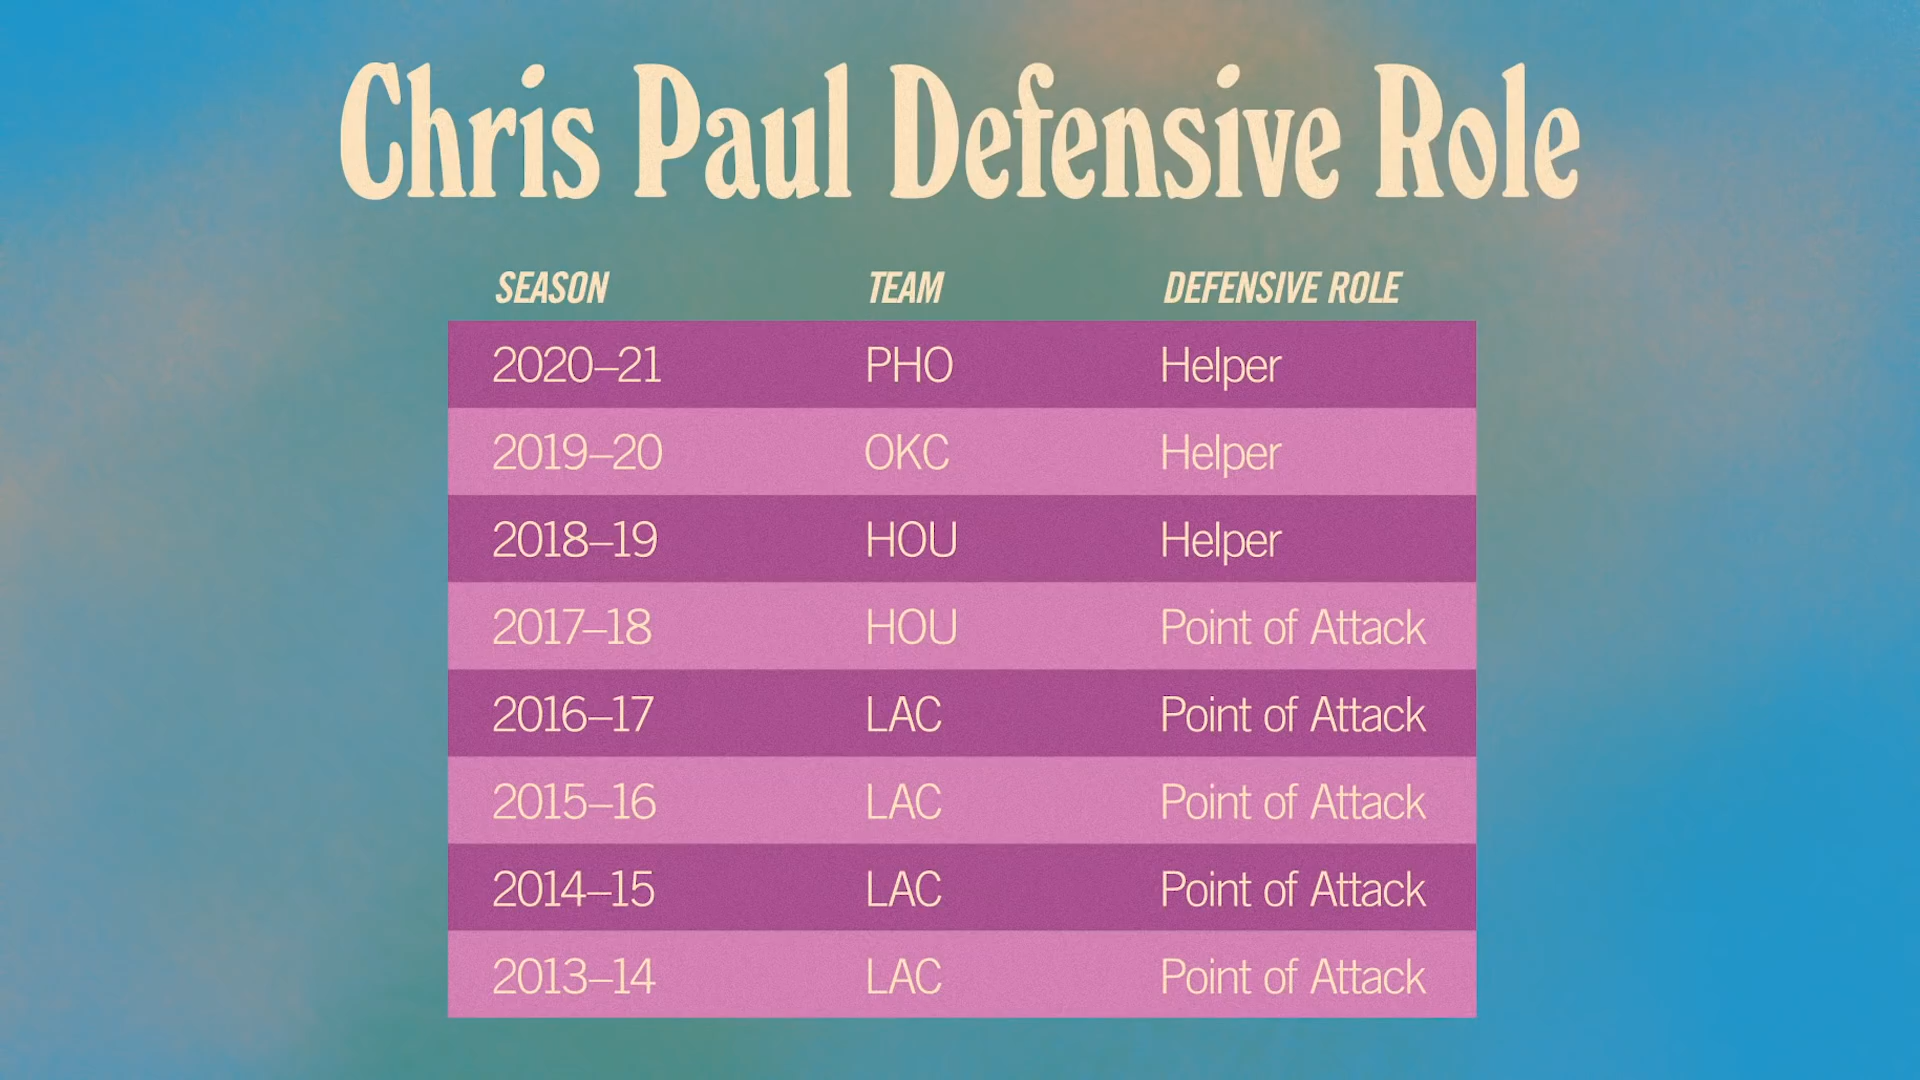 Chris Paul Defensive Role
SEASON TEAM DEFENSIVE ROLE
2020–21 PHO Helper
2019–20 OKC Helper
2018–19 HOU Helper
2017–18 HOU Point of Attack
2016–17 LAC Point of Attack
2015–16 LAC Point of Attack
2014–15 LAC Point of Attack
2013–14 LAC Point of Attack